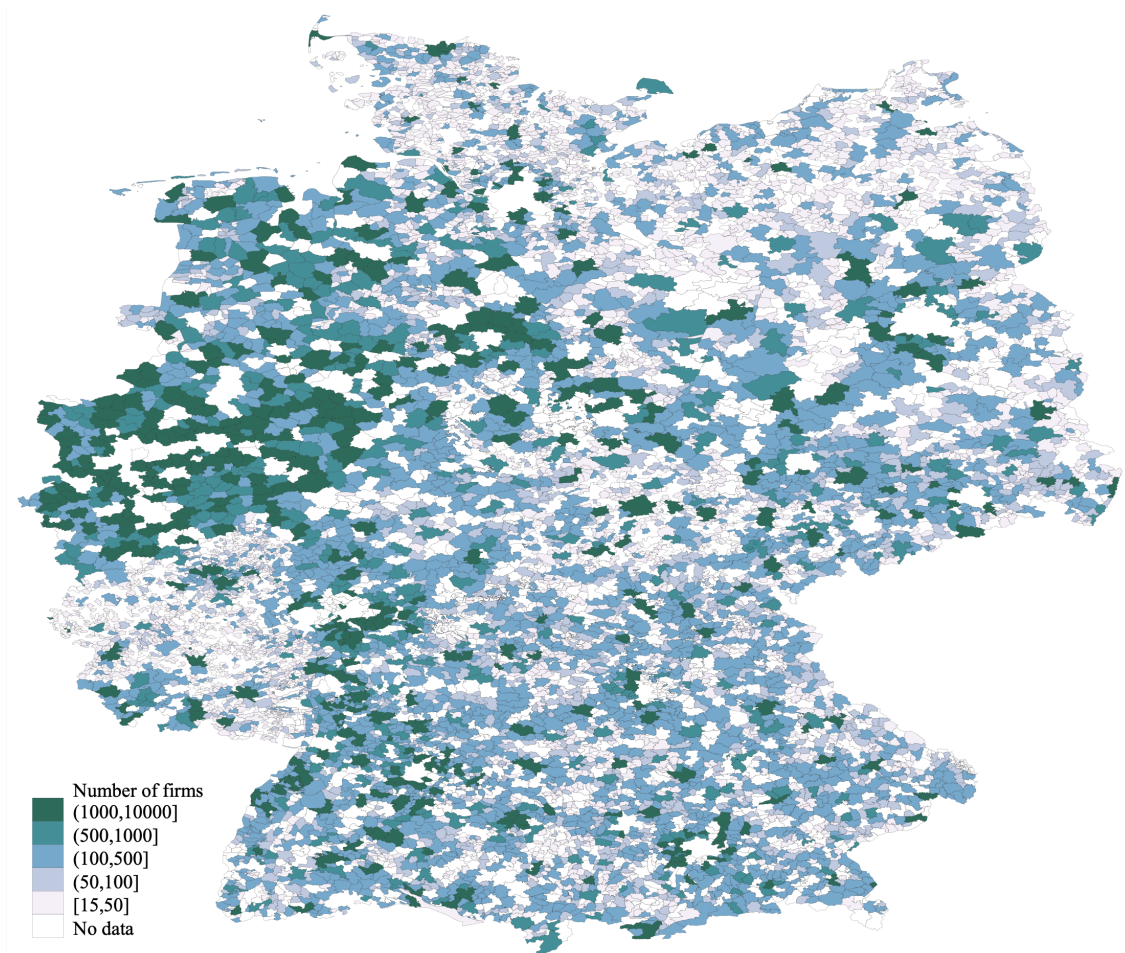 Number of firms
(1000,10000]
(500,1000]
(100,500]
(50,100]
[15,50]
No data